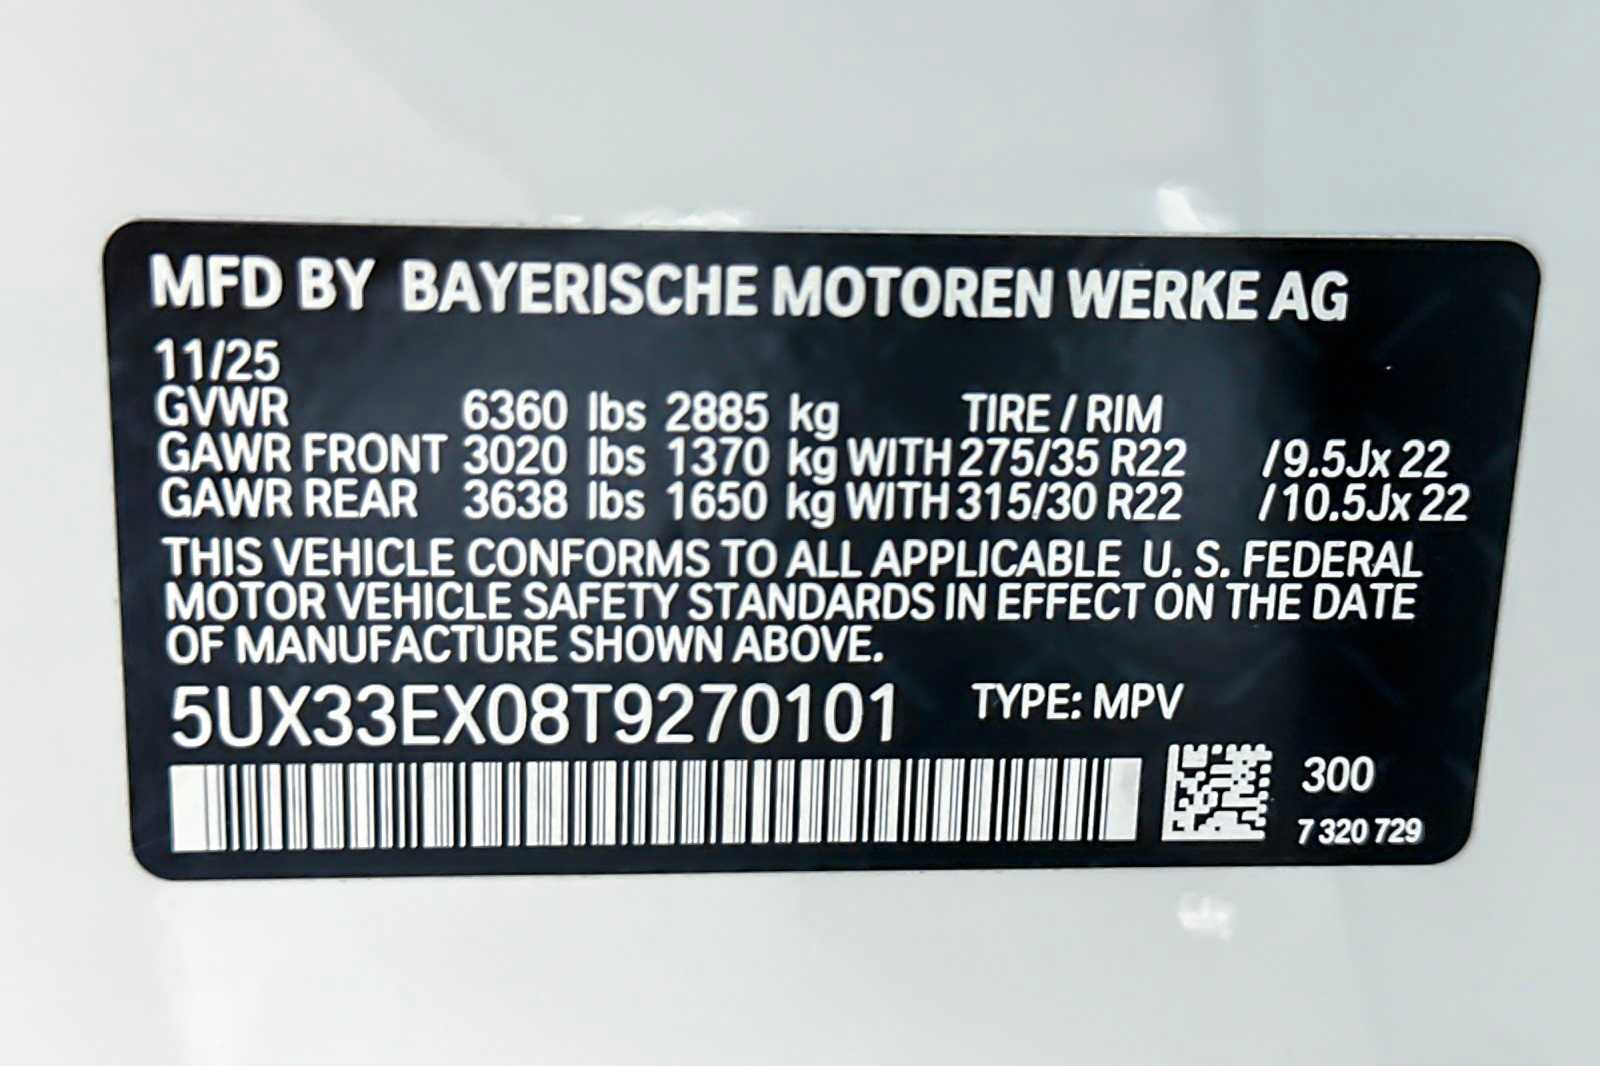 MFD BY BAYERISCHE MOTOREN WERKE AG
11/25
GVWR 6360 lbs 2885 kg TIRE / RIM
GAWR FRONT 3020 lbs 1370 kg WITH 275/35 R22 /9.5Jx 22
GAWR REAR 3638 lbs 1650 kg WITH 315/30 R22 /10.5Jx 22
THIS VEHICLE CONFORMS TO ALL APPLICABLE U. S. FEDERAL
MOTOR VEHICLE SAFETY STANDARDS IN EFFECT ON THE DATE
OF MANUFACTURE SHOWN ABOVE.
5UX33EX08T9270101 TYPE: MPV
300
7 320 729